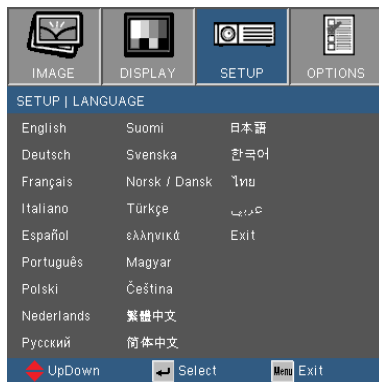 IMAGE DISPLAY SETUP OPTIONS
SETUP | LANGUAGE
English Suomi 日本語
Deutsch Svenska 한국어
Français Norsk / Dansk ไทย
Italiano Türkçe عربي
Español ελληνικά Exit
Português Magyar
Polski Čeština
Nederlands 繁體中文
Русский 简体中文
UpDown Select Menu Exit